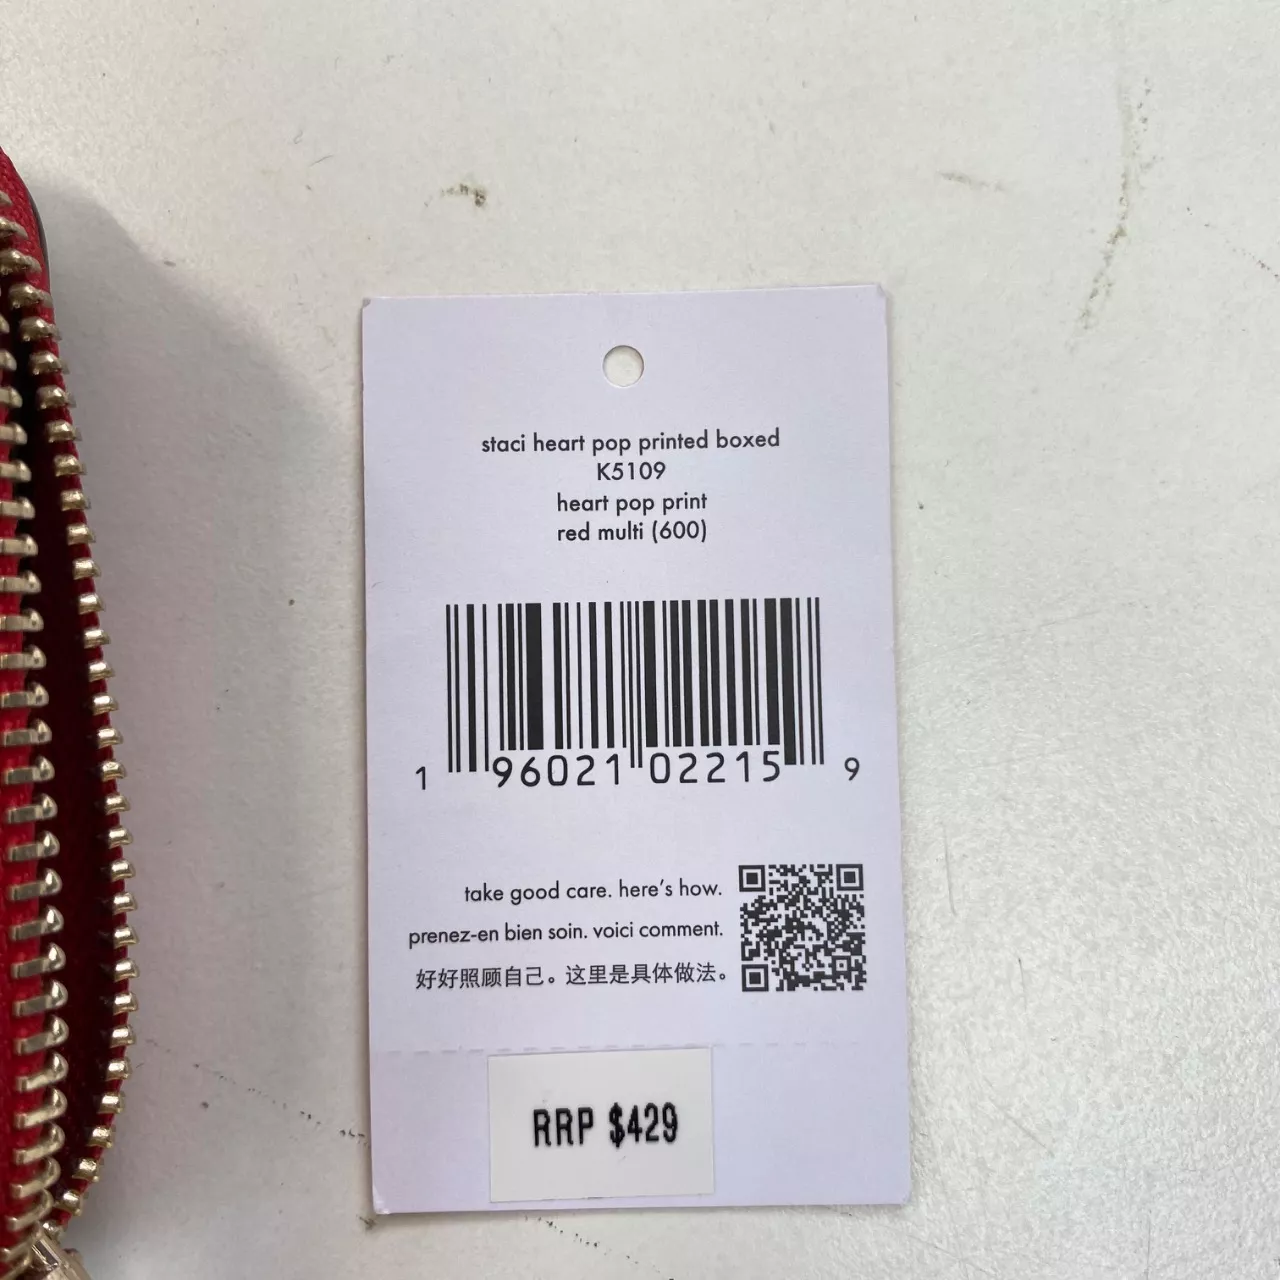 staci heart pop printed boxed
K5109
heart pop print
red multi (600)
1 96021 02215 9
take good care. here's how.
prenez-en bien soin. voici comment.
好好照顾自己。这里是具体做法。
RRP $429